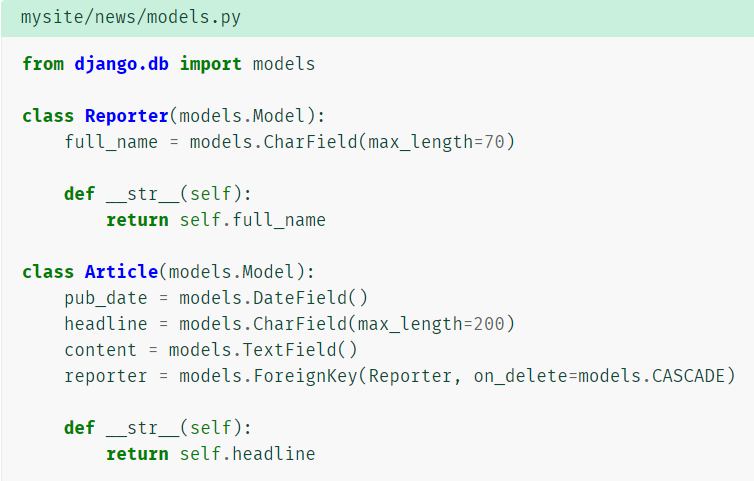 mysite/news/models.py
from django.db import models
class Reporter(models.Model):
    full_name = models.CharField(max_length=70)
    def __str__(self):
        return self.full_name
class Article(models.Model):
    pub_date = models.DateField()
    headline = models.CharField(max_length=200)
    content = models.TextField()
    reporter = models.ForeignKey(Reporter, on_delete=models.CASCADE)
    def __str__(self):
        return self.headline